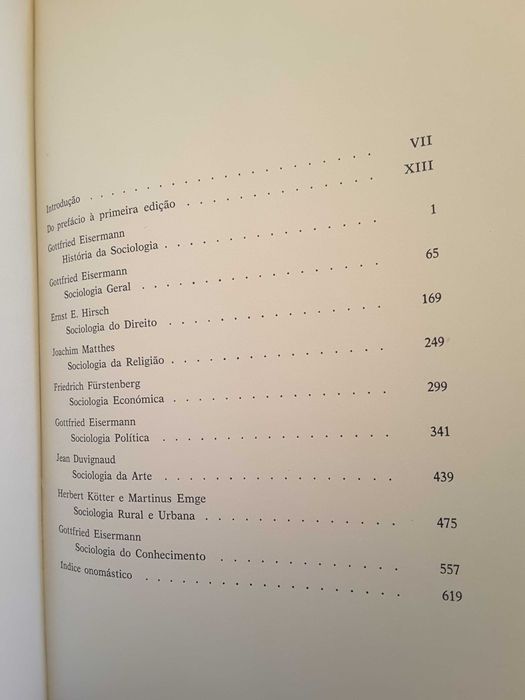 Introdução . . . . . . . . . . . . . . . . . VII
Do prefácio à primeira edição . . . . . . . . . . . XIII
Gottfried Eisermann
História da Sociologia . . . . . . . . . . . . 1
Gottfried Eisermann
Sociologia Geral . . . . . . . . . . . . . . 65
Ernst E. Hirsch
Sociologia do Direito . . . . . . . . . . . . 169
Joachim Matthes
Sociologia da Religião . . . . . . . . . . . . 249
Friedrich Fürstenberg
Sociologia Económica . . . . . . . . . . . . 299
Gottfried Eisermann
Sociologia Política . . . . . . . . . . . . . 341
Jean Duvignaud
Sociologia da Arte . . . . . . . . . . . . . 439
Herbert Kötter e Martinus Emge
Sociologia Rural e Urbana . . . . . . . . . . . 475
Gottfried Eisermann
Sociologia do Conhecimento . . . . . . . . . . 557
Indice onomástico . . . . . . . . . . . . . . 619